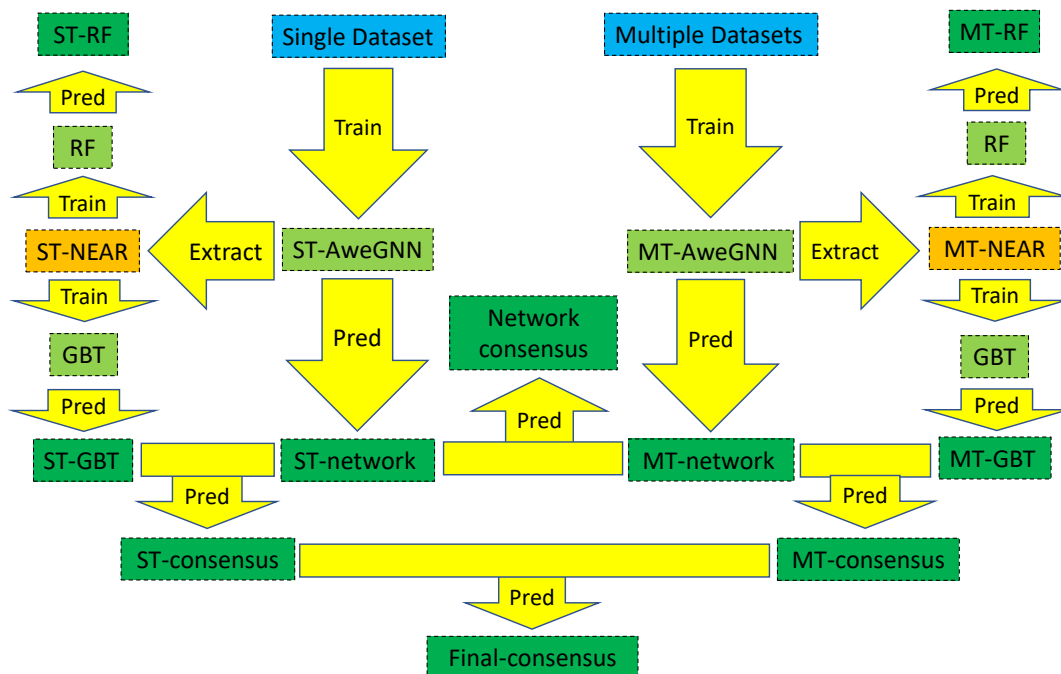 ST-RF
Single Dataset
Multiple Datasets
MT-RF
Pred
Train
Train
Pred
RF
RF
Train
Train
ST-NEAR
Extract
ST-AweGNN
MT-AweGNN
Extract
MT-NEAR
Train
Train
Network
consensus
Pred
Pred
GBT
GBT
Pred
Pred
Pred
ST-GBT
ST-network
MT-network
MT-GBT
Pred
Pred
ST-consensus
MT-consensus
Pred
Final-consensus